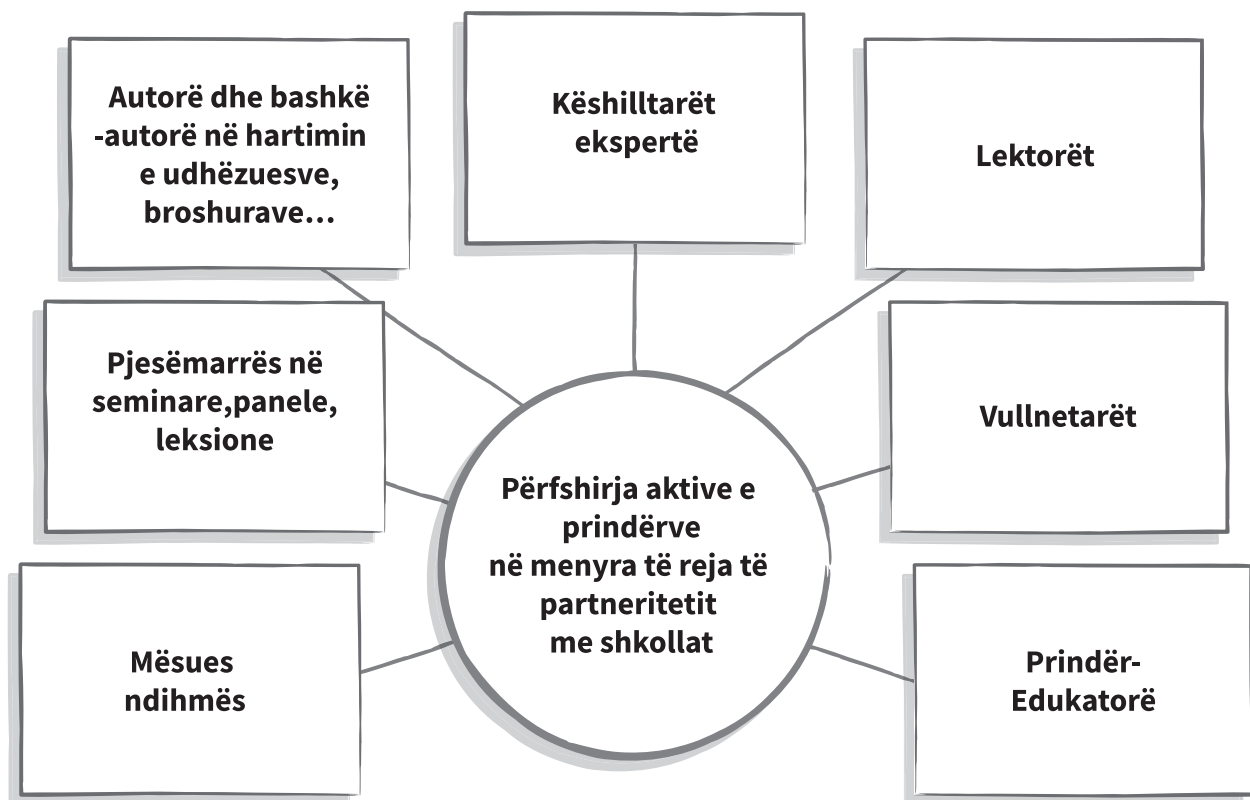 Autorë dhe bashkë
-autorë në hartimin
e udhëzuesve,
broshurave...
Këshilltarët
ekspertë
Lektorët
Pjesëmarrës në
seminare,panele,
leksione
Vullnetarët
Përfshirja aktive e
prindërve
në menyra të reja të
partneritetit
me shkollat
Mësues
ndihmës
Prindër-
Edukatorë